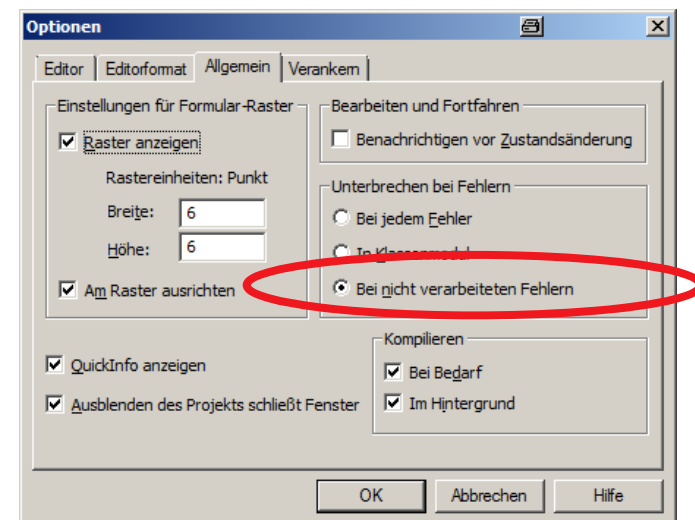 Optionen
Editor Editorformat Allgemein Verankern
Einstellungen für Formular-Raster
Raster anzeigen
Rastereinheiten: Punkt
Breite: 6
Höhe: 6
Am Raster ausrichten
Bearbeiten und Fortfahren
Benachrichtigen vor Zustandsänderung
Unterbrechen bei Fehlern
Bei jedem Fehler
In Klassenmodul
Bei nicht verarbeiteten Fehlern
QuickInfo anzeigen
Ausblenden des Projekts schließt Fenster
Kompilieren
Bei Bedarf
Im Hintergrund
OK Abbrechen Hilfe